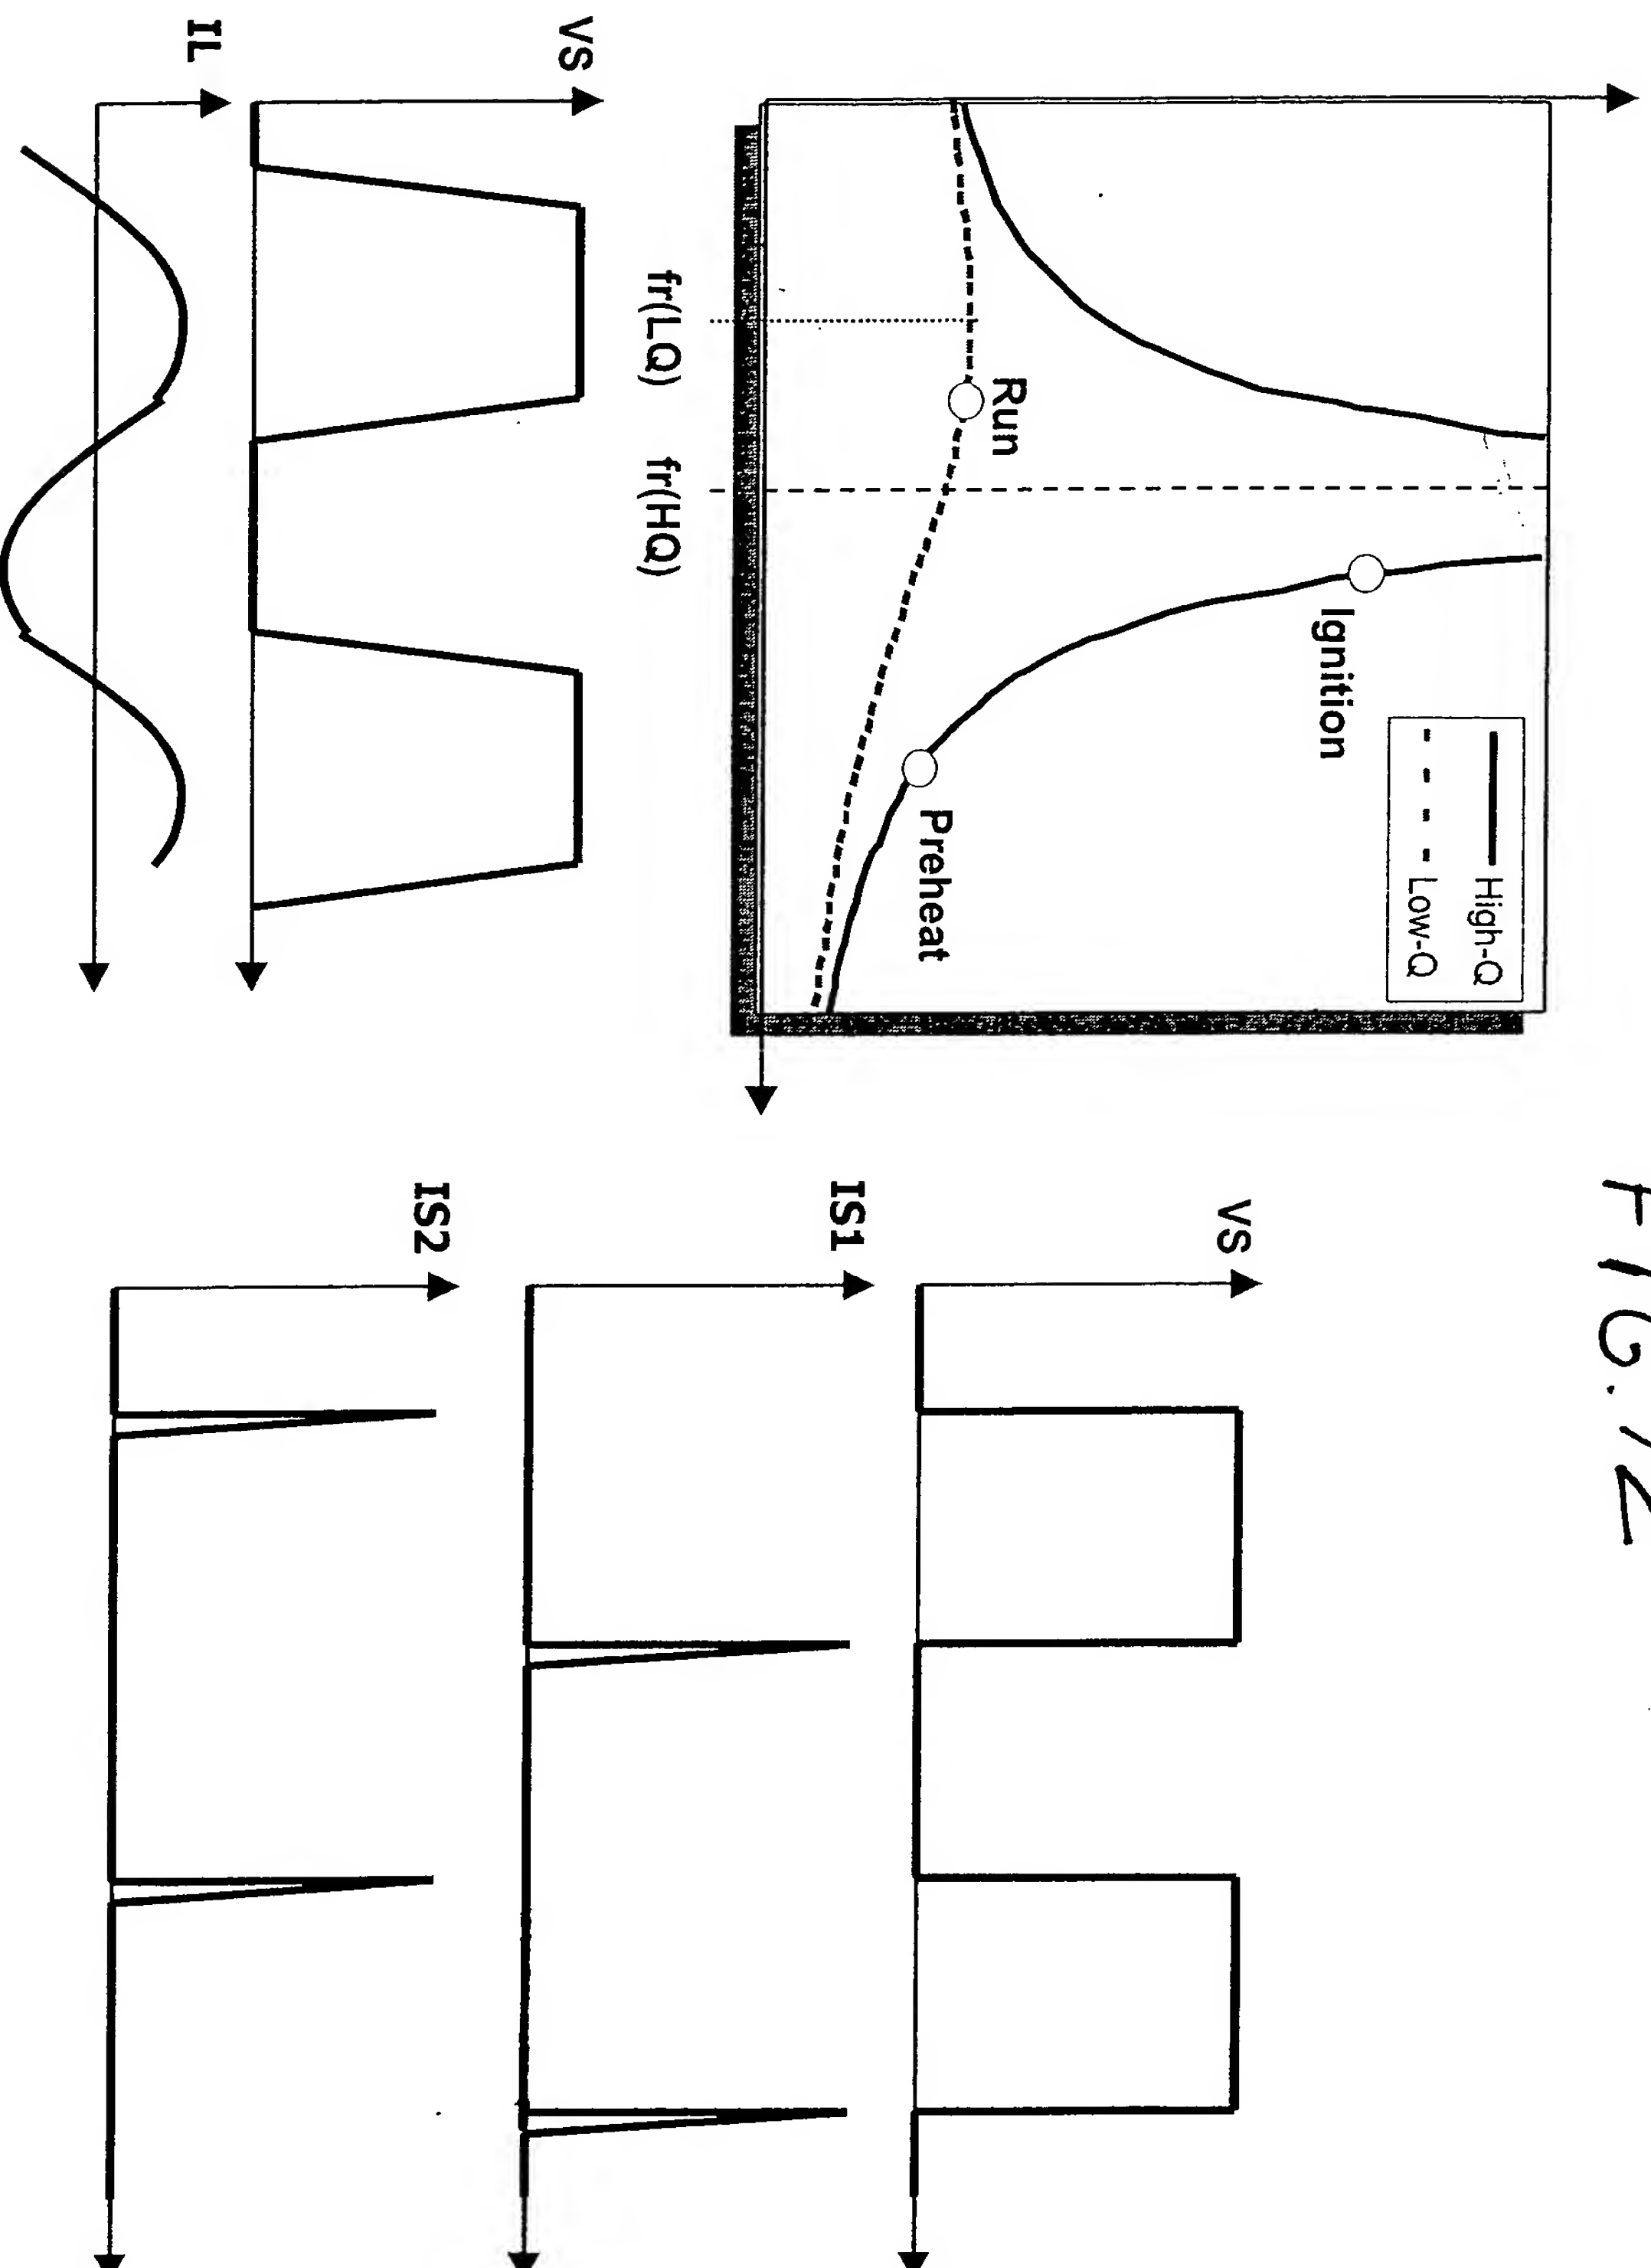 FIG. 12
High-Q
Low-Q
Ignition
Run
Preheat
fr(LQ) fr(HQ)
VS
IL
VS
IS1
IS2